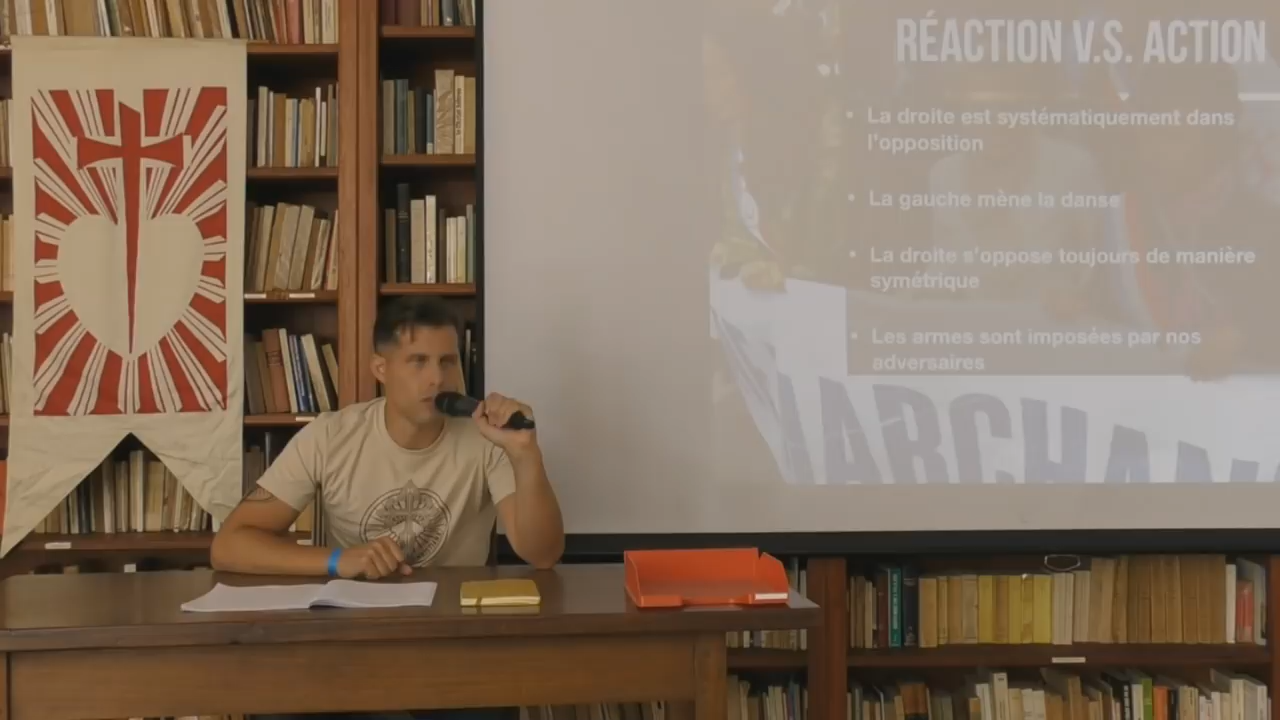 RÉACTION V.S. ACTION
• La droite est systématiquement dans
l'opposition
• La gauche mène la danse
• La droite s'oppose toujours de manière
symétrique
• Les armes sont imposées par nos
adversaires